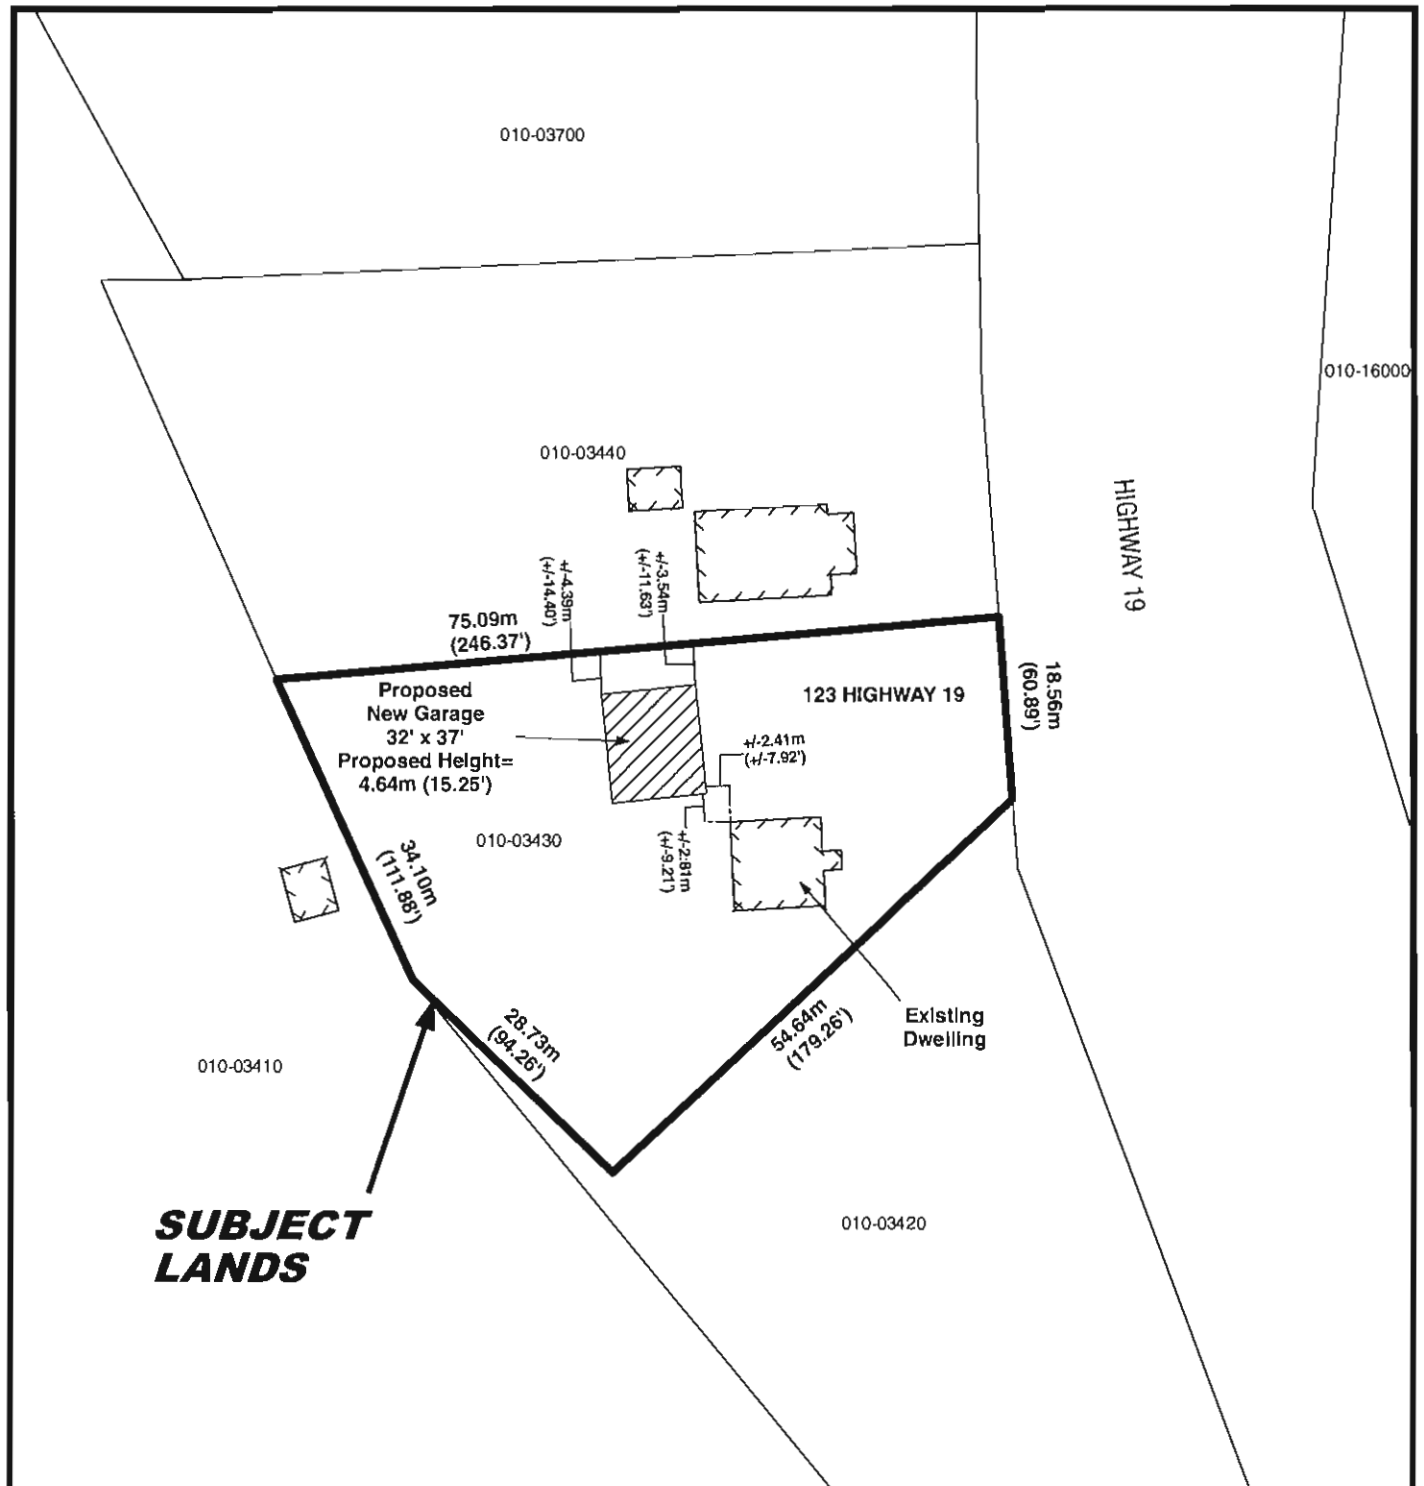 010-03700
010-16000
010-03440
HIGHWAY 19
+/-4.39m
(+/-14.40')
+/-3.54m
(+/-11.63')
75.09m
(246.37')
18.56m
(60.89')
Proposed
New Garage
32' x 37'
Proposed Height=
4.64m (15.25')
123 HIGHWAY 19
+/-2.41m
(+/-7.92')
010-03430
+/-2.81m
(+/-9.21')
34.10m
(111.88')
28.73m
(94.26')
54.64m
(179.26')
Existing
Dwelling
010-03410
SUBJECT
LANDS
010-03420